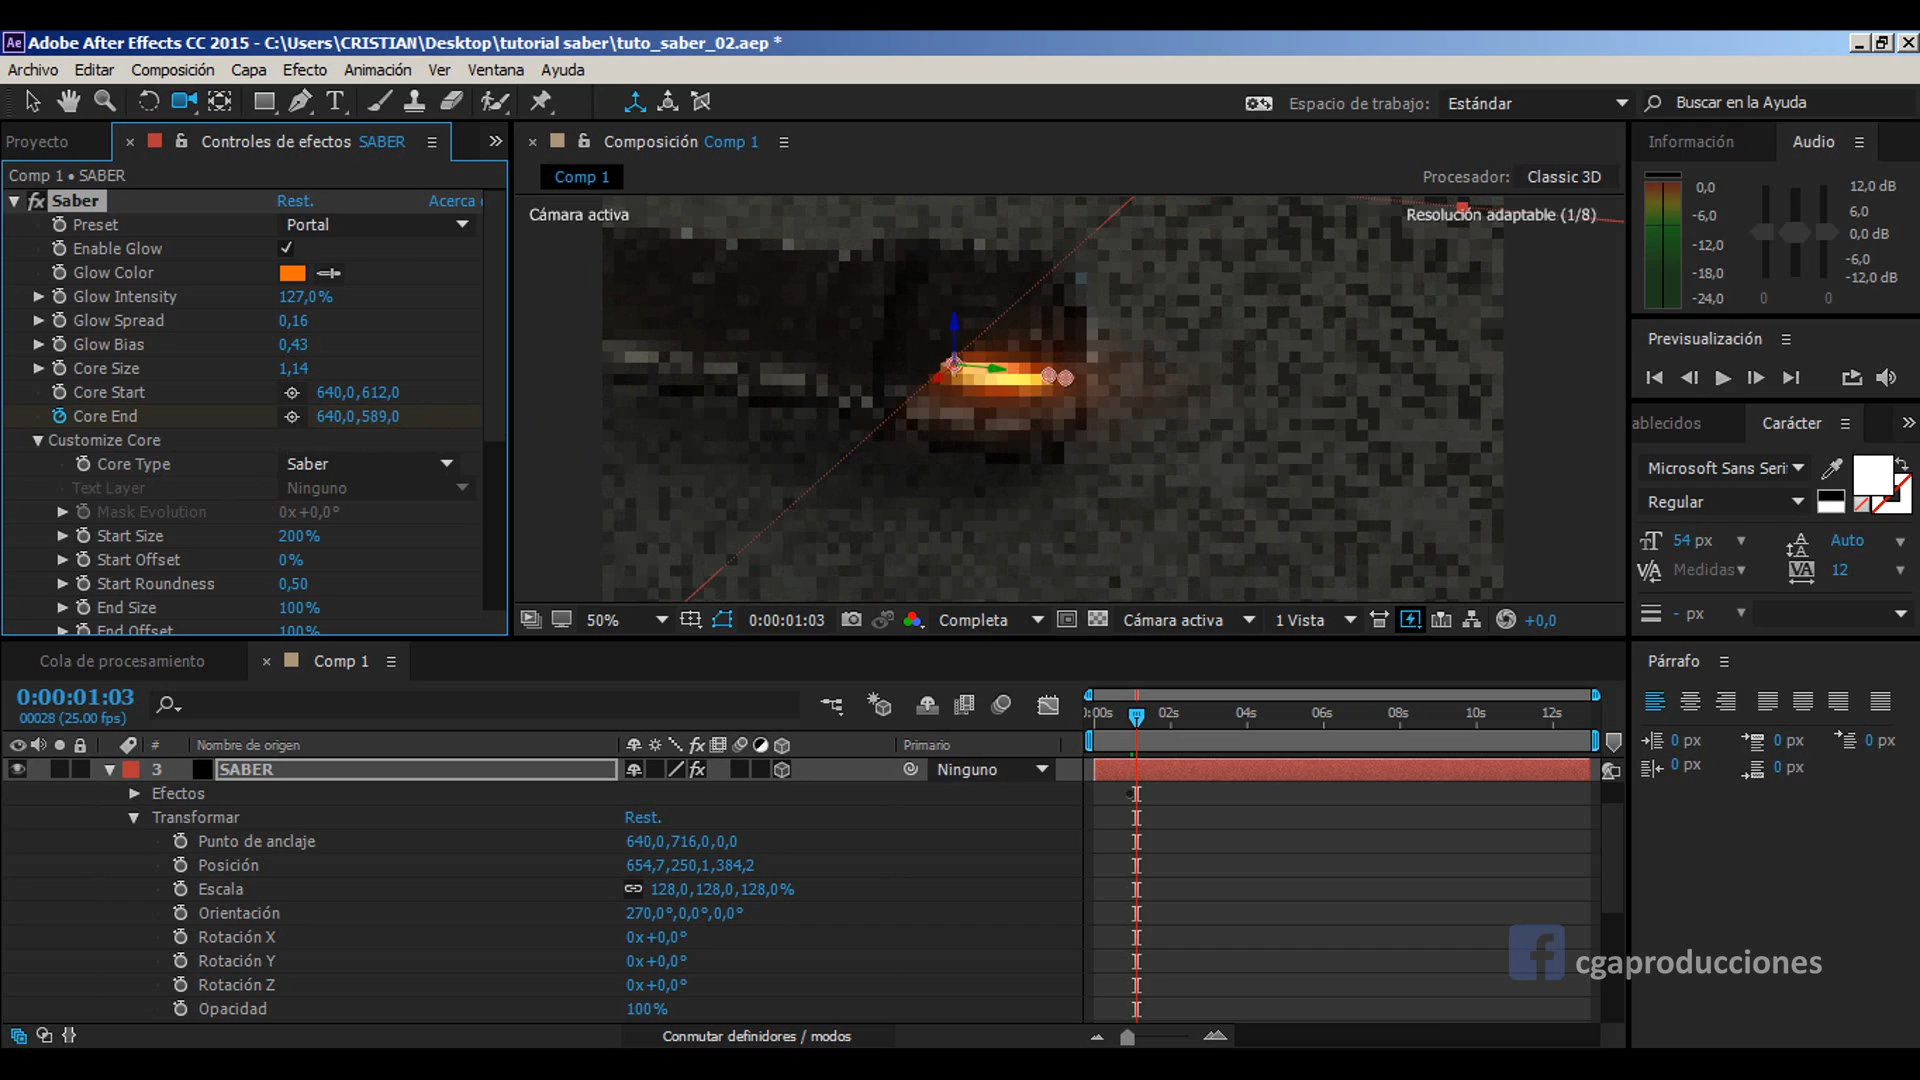 Adobe After Effects CC 2015 - C:\Users\CRISTIAN\Desktop\tutorial saber\tuto_saber_02.aep *
Archivo Editar Composición Capa Efecto Animación Ver Ventana Ayuda
Espacio de trabajo: Estándar Buscar en la Ayuda
Proyecto Controles de efectos SABER
Comp 1 • SABER
fx Saber Rest. Acerca
Preset Portal
Enable Glow
Glow Color
Glow Intensity 127,0%
Glow Spread 0,16
Glow Bias 0,43
Core Size 1,14
Core Start 640,0,612,0
Core End 640,0,589,0
Customize Core
Core Type Saber
Text Layer Ninguno
Mask Evolution 0x+0,0°
Start Size 200%
Start Offset 0%
Start Roundness 0,50
End Size 100%
End Offset 100%
Composición Comp 1
Comp 1 Procesador: Classic 3D
Cámara activa Resolución adaptable (1/8)
50% 0:00:01:03 Completa Cámara activa 1 Vista +0,0
Información Audio
0,0 12,0 dB
-6,0 6,0
-12,0 0,0 dB
-18,0 -6,0
-24,0 0 0 -12,0 dB
Previsualización
ablecidos Carácter
Microsoft Sans Seri
Regular
54 px Auto
Medidas 12
- px
Párrafo
0 px 0 px 0 px
0 px 0 px
Cola de procesamiento Comp 1
0:00:01:03
00028 (25.00 fps)
:00s 02s 04s 06s 08s 10s 12s
# Nombre de origen Primario
3 SABER Ninguno
Efectos
Transformar Rest.
Punto de anclaje 640,0,716,0,0,0
Posición 654,7,250,1,384,2
Escala 128,0,128,0,128,0%
Orientación 270,0°,0,0°,0,0°
Rotación X 0x+0,0°
Rotación Y 0x+0,0°
Rotación Z 0x+0,0°
Opacidad 100%
Conmutar definidores / modos
cgaproducciones